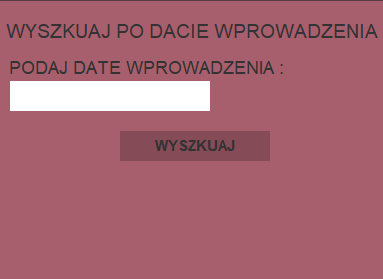 WYSZKUAJ PO DACIE WPROWADZENIA
PODAJ DATE WPROWADZENIA :
WYSZKUAJ